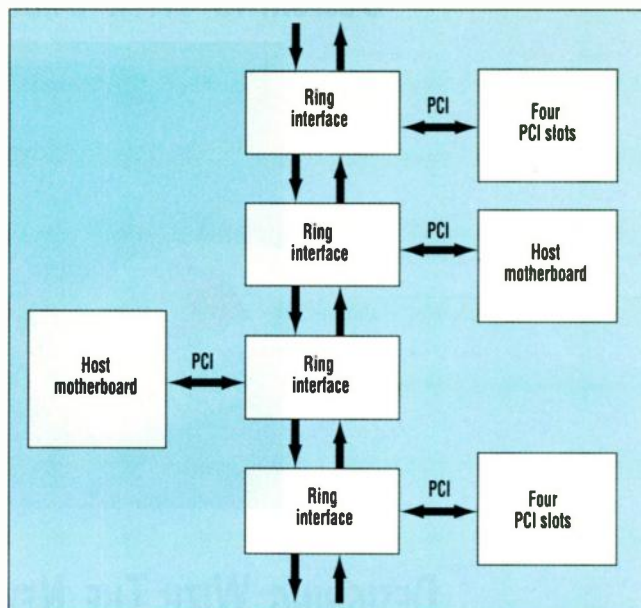 Ring
interface
PCI
Four
PCI slots
Ring
interface
PCI
Host
motherboard
Host
motherboard
PCI
Ring
interface
Ring
interface
PCI
Four
PCI slots